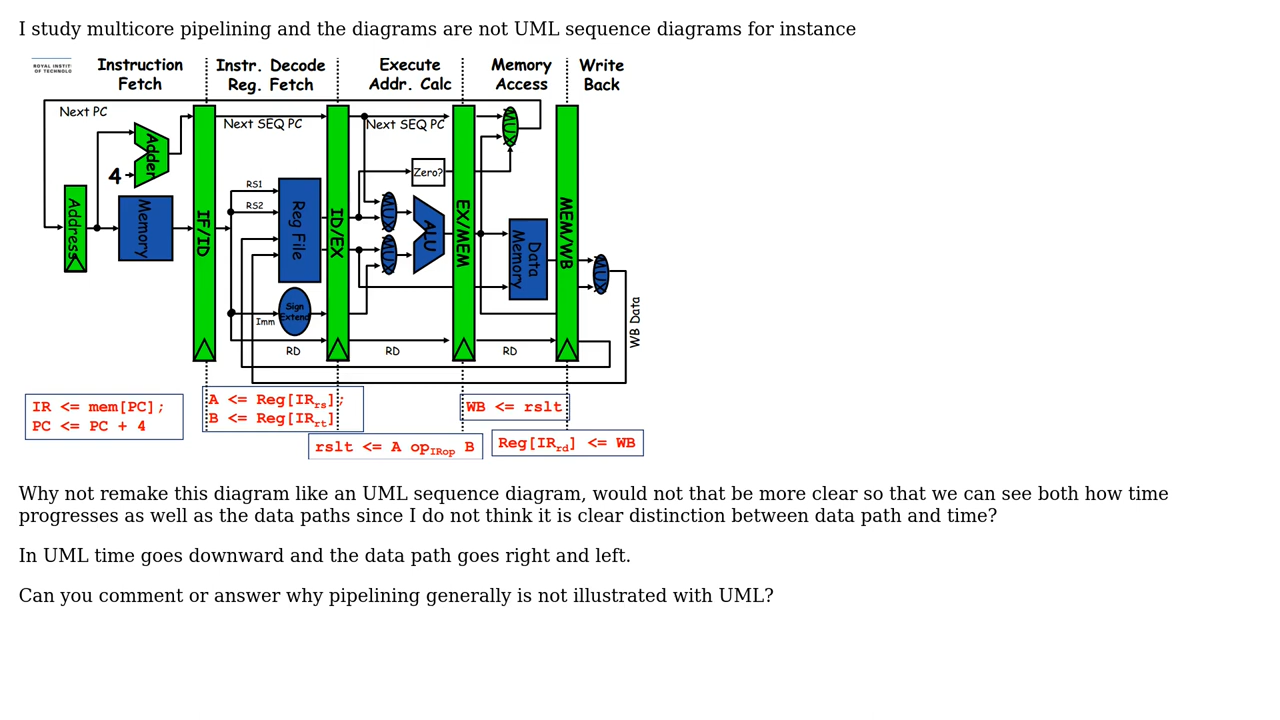 I study multicore pipelining and the diagrams are not UML sequence diagrams for instance
ROYAL INSTIT
OF TECHNOLO
Instruction Fetch
Instr. Decode Reg. Fetch
Execute Addr. Calc
Memory Access
Write Back
Next PC
Next SEQ PC
Next SEQ PC
MUX
Adder
4
Zero?
RS1
RS2
Address
Memory
IF/ID
Reg File
ID/EX
MUX
MUX
ALU
EX/MEM
Data Memory
MEM/WB
MUX
Sign Extend
Imm
WB Data
RD
RD
RD
IR <= mem[PC];
PC <= PC + 4
A <= Reg[IRrs];
B <= Reg[IRrt]
rslt <= A opIRop B
WB <= rslt
Reg[IRrd] <= WB
Why not remake this diagram like an UML sequence diagram, would not that be more clear so that we can see both how time
progresses as well as the data paths since I do not think it is clear distinction between data path and time?
In UML time goes downward and the data path goes right and left.
Can you comment or answer why pipelining generally is not illustrated with UML?